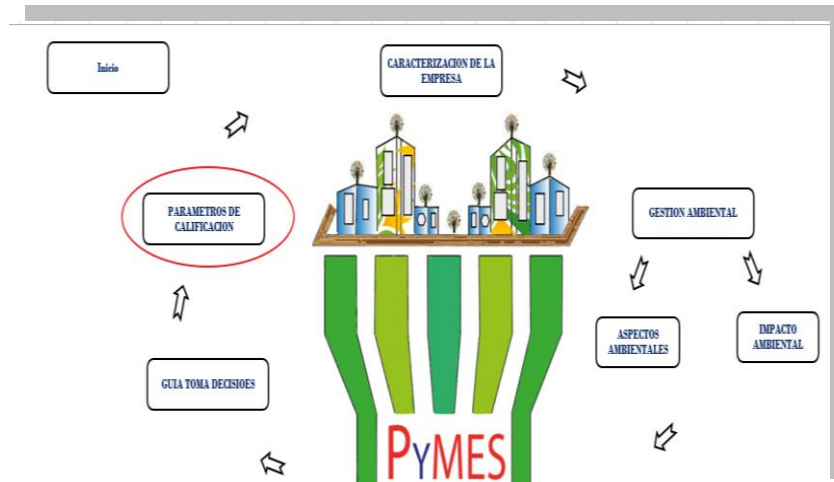 Inicio
CARACTERIZACION DE LA
EMPRESA
PARAMETROS DE
CALIFICACION
GESTION AMBIENTAL
ASPECTOS
AMBIENTALES
IMPACTO
AMBIENTAL
GUIA TOMA DECISIOES
PYMES